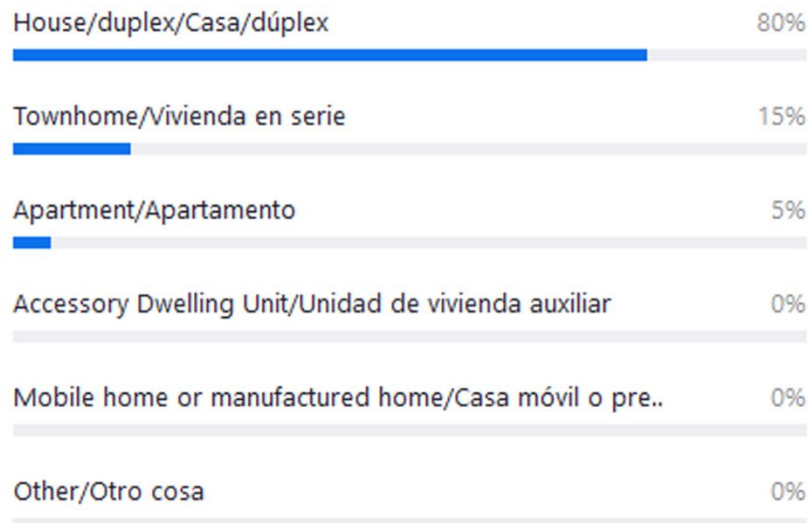 House/duplex/Casa/dúplex 80%
Townhome/Vivienda en serie 15%
Apartment/Apartamento 5%
Accessory Dwelling Unit/Unidad de vivienda auxiliar 0%
Mobile home or manufactured home/Casa móvil o pre.. 0%
Other/Otro cosa 0%